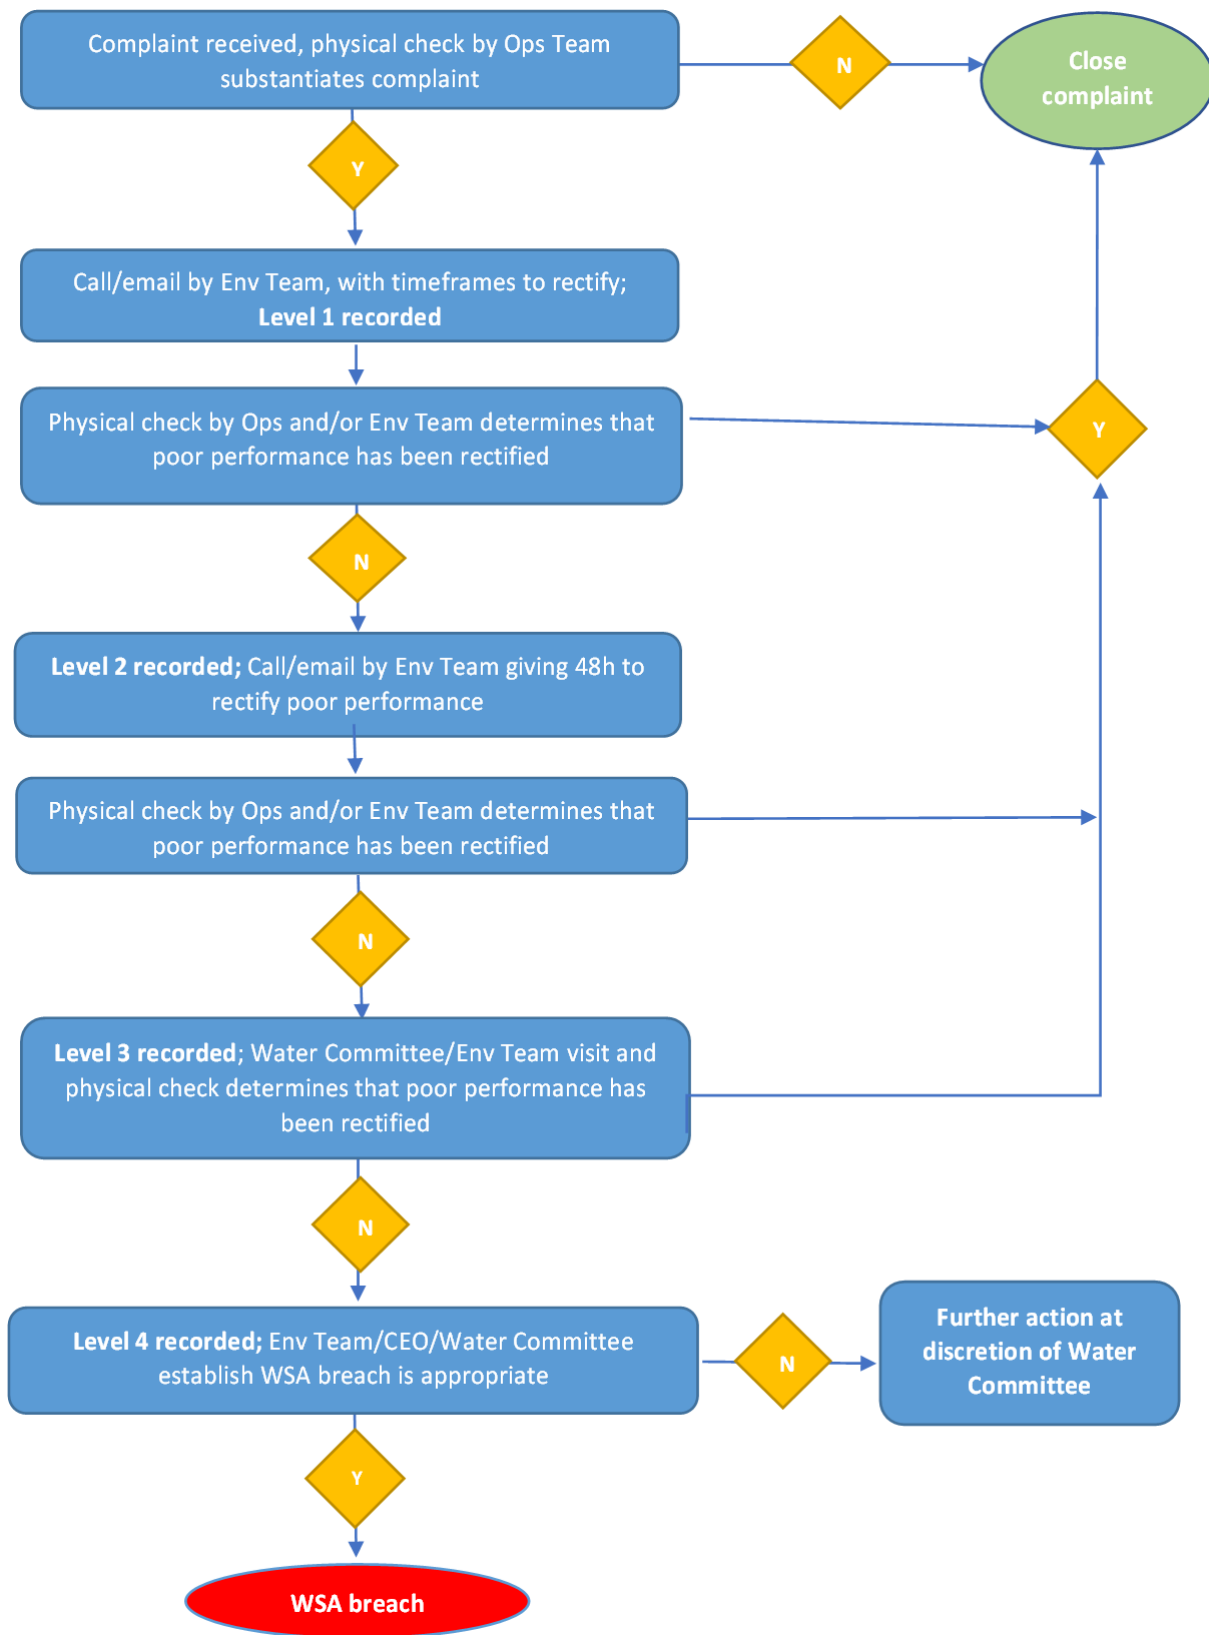 Complaint received, physical check by Ops Team
substantiates complaint
N
Close
complaint
Y
Call/email by Env Team, with timeframes to rectify;
Level 1 recorded
Physical check by Ops and/or Env Team determines that
poor performance has been rectified
Y
N
Level 2 recorded; Call/email by Env Team giving 48h to
rectify poor performance
Physical check by Ops and/or Env Team determines that
poor performance has been rectified
N
Level 3 recorded; Water Committee/Env Team visit and
physical check determines that poor performance has
been rectified
N
Level 4 recorded; Env Team/CEO/Water Committee
establish WSA breach is appropriate
N
Further action at
discretion of Water
Committee
Y
WSA breach